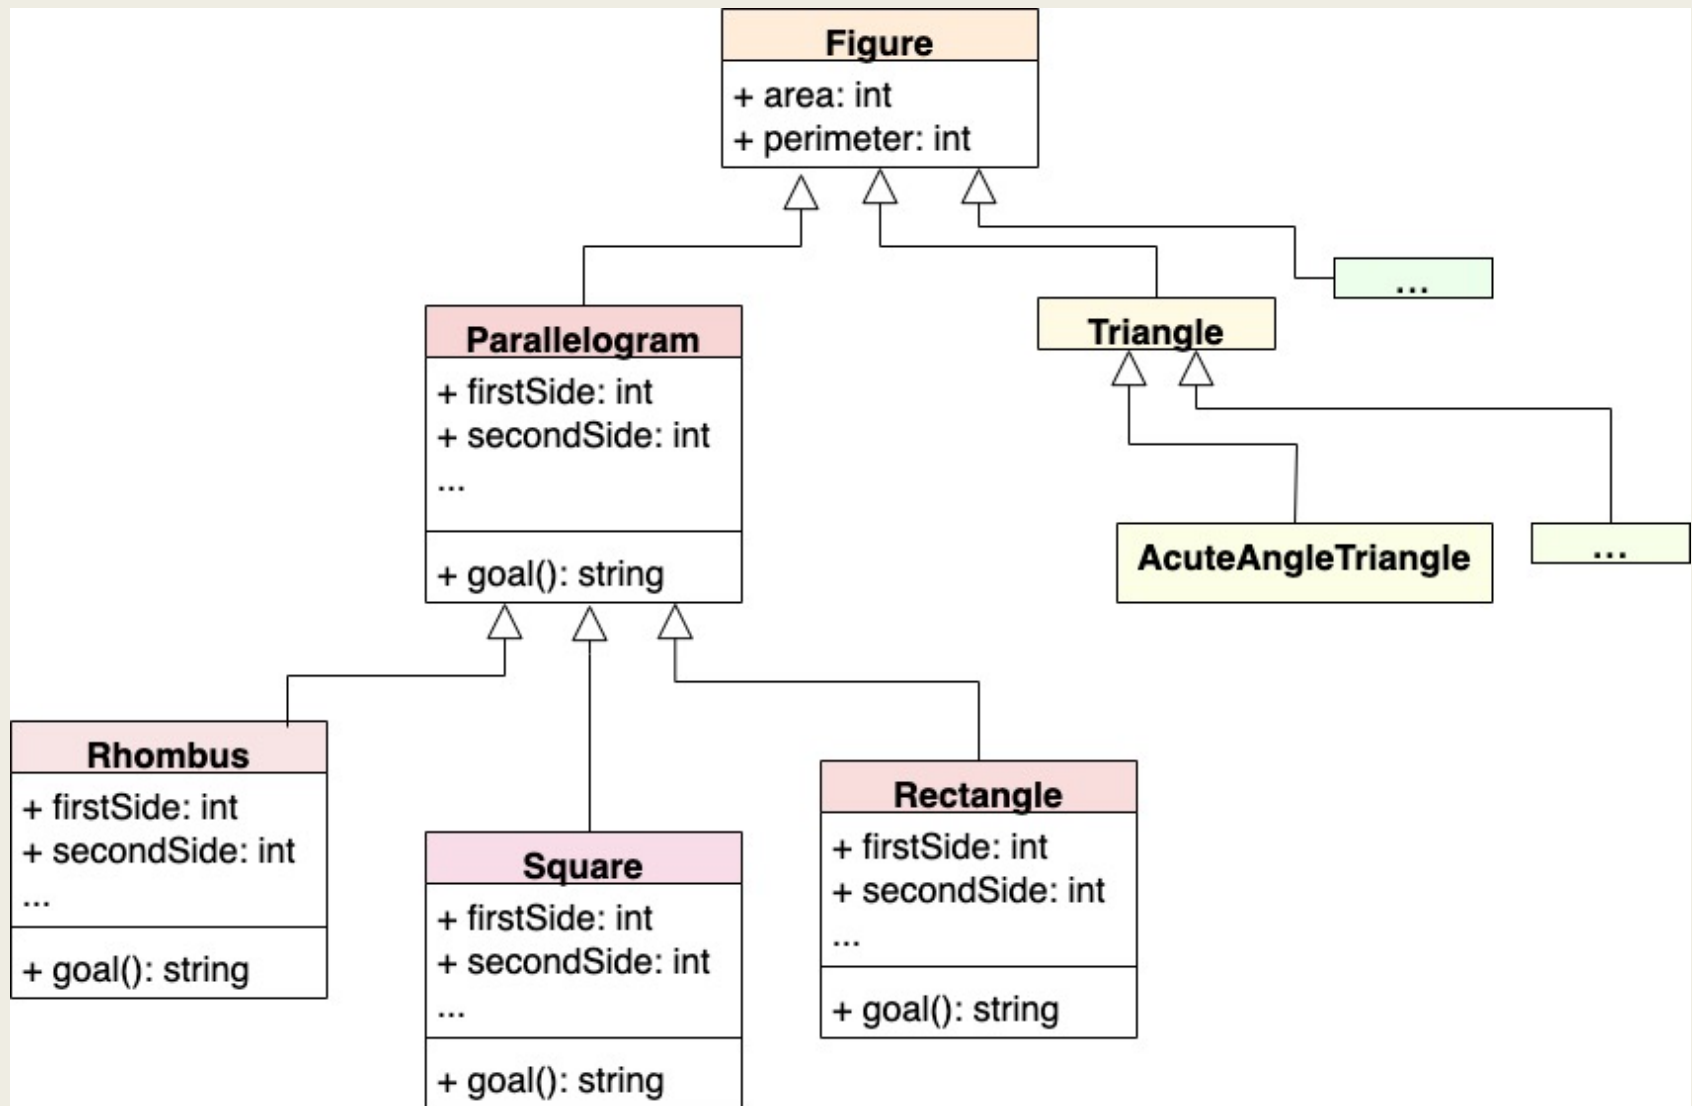 Figure
+ area: int
+ perimeter: int
...
Triangle
Parallelogram
+ firstSide: int
+ secondSide: int
...
+ goal(): string
AcuteAngleTriangle
...
Rhombus
+ firstSide: int
+ secondSide: int
...
+ goal(): string
Square
+ firstSide: int
+ secondSide: int
...
+ goal(): string
Rectangle
+ firstSide: int
+ secondSide: int
...
+ goal(): string